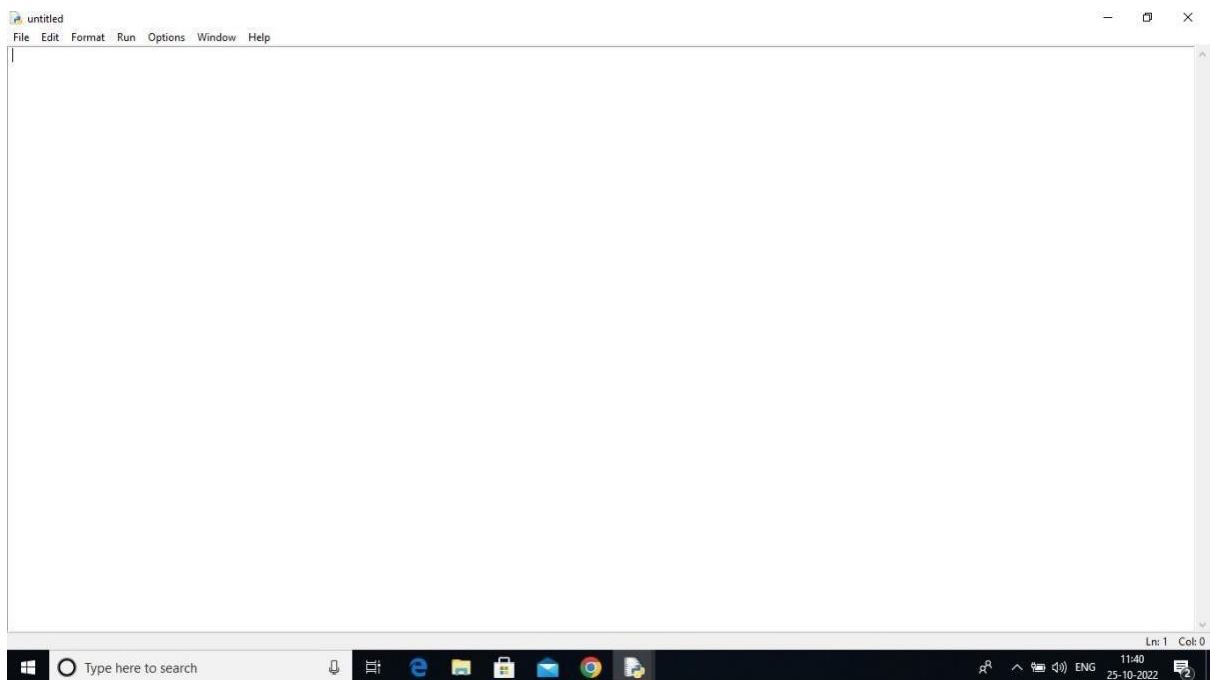 untitled
File Edit Format Run Options Window Help
Ln: 1 Col: 0
Type here to search
ENG
11:40
25-10-2022
2